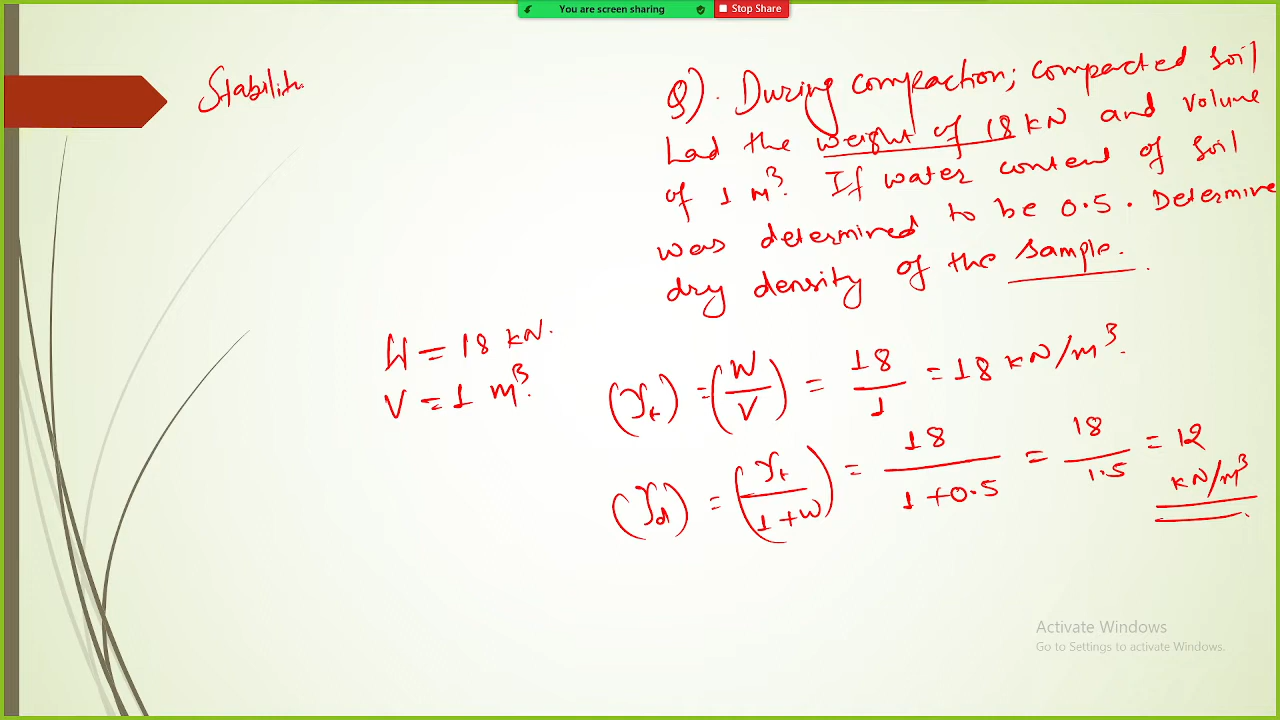 You are screen sharing Stop Share
Stabilit
Q). During compaction; compacted soil
had the weight of 18 kN and volume
of 1 m³. If water content of soil
was determined to be 0.5. Determine
dry density of the sample.
W = 18 kN.
V = 1 m³.
(γt) = (W/V) = 18/1 = 18 kN/m³.
(γd) = (γt/1+w) = 18/1+0.5 = 18/1.5 = 12
kN/m³
Activate Windows
Go to Settings to activate Windows.